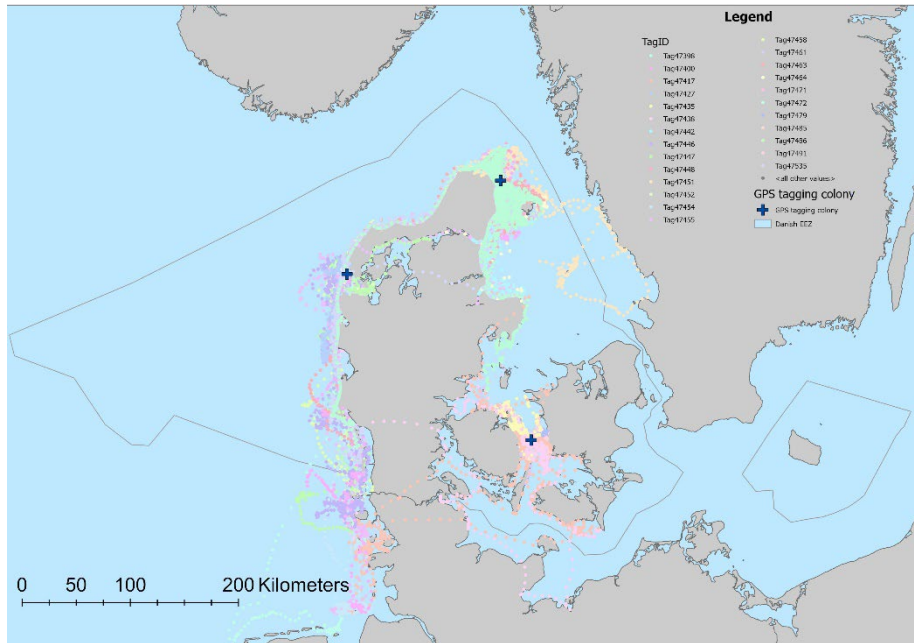 Legend
TagID
Tag47398
Tag47400
Tag47417
Tag47427
Tag47435
Tag47438
Tag47442
Tag47446
Tag47447
Tag47448
Tag47451
Tag47452
Tag47454
Tag47455
Tag47458
Tag47461
Tag47463
Tag47464
Tag47471
Tag47472
Tag47479
Tag47485
Tag47486
Tag47491
Tag47535
<all other values>
GPS tagging colony
GPS tagging colony
Danish EEZ
0 50 100 200 Kilometers